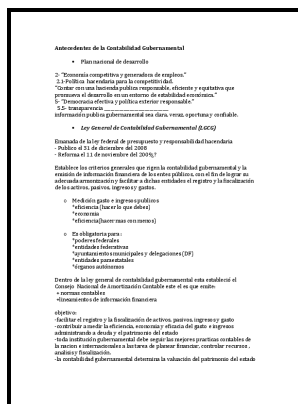 Antecedentes de la Contabilidad Gubernamental
• Plan nacional de desarrollo
2- "Economía competitiva y generadora de empleos."
2.1-Política hacendaria para la competitividad.
"Contar con una hacienda publica responsable, eficiente y equitativa que
promueva el desarrollo en un entorno de estabilidad económica."
5- "Democracia efectiva y política exterior responsable."
5.5- transparencia ____________________
información publica gubernamental sea clara, veraz, oportuna y confiable.
• Ley General de Contabilidad Gubernamental (LGCG)
Emanada de la ley federal de presupuesto y responsabilidad hacendaria
- Publico el 31 de diciembre del 2008
- Reforma el 11 de noviembre del
Establece los criterios generales que rigen la contabilidad gubernamental y la
emisión de información financiera de los entes públicos, con el fin de lograr su
adecuada armonización y facilitar a dichas entidades el registro y la fiscalización
de los activos, pasivos, ingresos y gastos.
o Medición gasto e ingresos publicos
*eficiencia (hacer lo que debes)
*economía
*eficiencia(hacer mas con menos)
o Es obligatoria para :
*poderes federales
*entidades federativas
*ayuntamientos municipales y delegaciones (DF)
*entidades paraestatales
*órganos autónomos
Dentro de la ley general de contabilidad gubernamental esta estableció el
Consejo Nacional de Amortización Contable este el es que emite:
+ normas contables
+lineamientos de información financiera
objetivo:
-facilitar el registro y la fiscalización de activos, pasivos, ingresos y gasto
-contribuir a medir la eficiencia, economía y eficacia del gasto e ingresos
administrando a deuda y el patrimonio del estado
-toda institución gubernamental debe seguir las mejores practicas contables de
la nacion e internacionales a las tarea de planear financiar, controlar recursos ,
análisis y fiscalización.
-la contabilidad gubernamental determina la valuación del patrimonio del estado